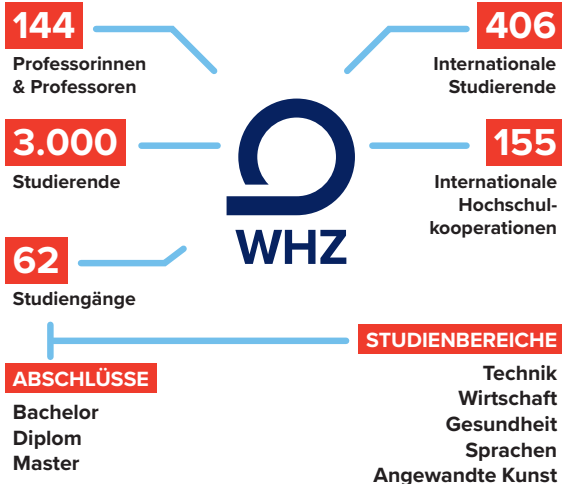 144
Professorinnen
& Professoren
406
Internationale
Studierende
3.000
Studierende
155
Internationale
Hochschul-
kooperationen
WHZ
62
Studiengänge
STUDIENBEREICHE
Technik
Wirtschaft
Gesundheit
Sprachen
Angewandte Kunst
ABSCHLÜSSE
Bachelor
Diplom
Master